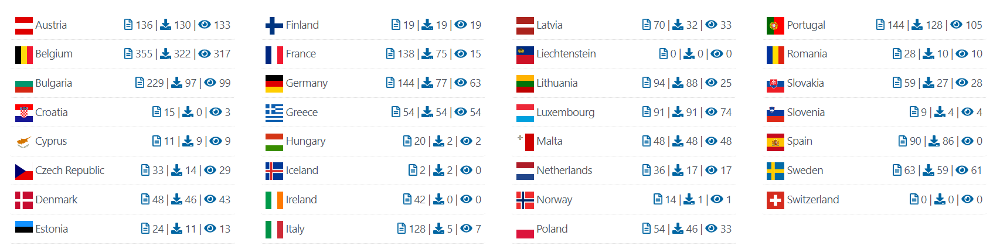 Austria 136 | 130 | 133
Belgium 355 | 322 | 317
Bulgaria 229 | 97 | 99
Croatia 15 | 0 | 3
Cyprus 11 | 9 | 9
Czech Republic 33 | 14 | 29
Denmark 48 | 46 | 43
Estonia 24 | 11 | 13
Finland 19 | 19 | 19
France 138 | 75 | 15
Germany 144 | 77 | 63
Greece 54 | 54 | 54
Hungary 20 | 2 | 2
Iceland 2 | 2 | 0
Ireland 42 | 0 | 0
Italy 128 | 5 | 7
Latvia 70 | 32 | 33
Liechtenstein 0 | 0 | 0
Lithuania 94 | 88 | 25
Luxembourg 91 | 91 | 74
Malta 48 | 48 | 48
Netherlands 36 | 17 | 17
Norway 14 | 1 | 1
Poland 54 | 46 | 33
Portugal 144 | 128 | 105
Romania 28 | 10 | 10
Slovakia 59 | 27 | 28
Slovenia 9 | 4 | 4
Spain 90 | 86 | 0
Sweden 63 | 59 | 61
Switzerland 0 | 0 | 0